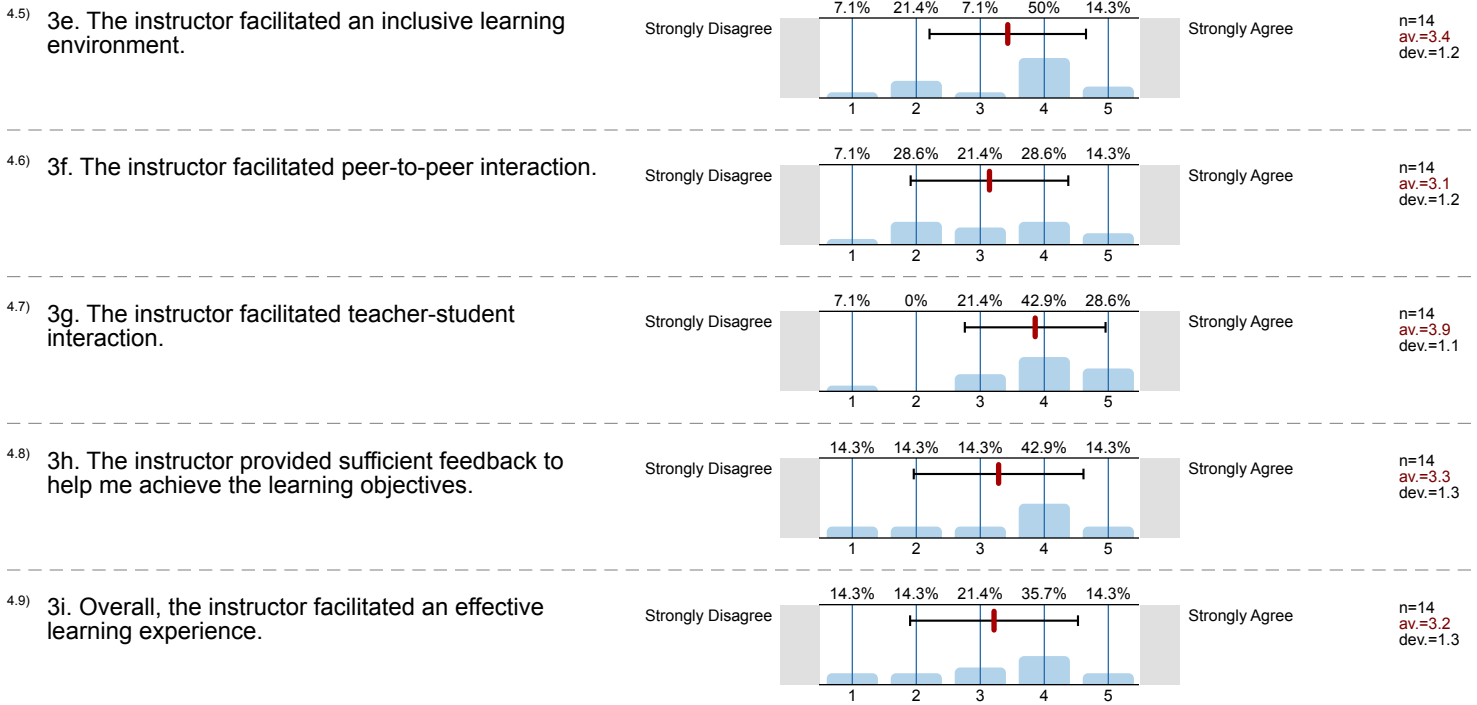 4.5) 3e. The instructor facilitated an inclusive learning
environment.
Strongly Disagree
7.1% 21.4% 7.1% 50% 14.3%
1 2 3 4 5
Strongly Agree
n=14
av.=3.4
dev.=1.2
4.6) 3f. The instructor facilitated peer-to-peer interaction.
Strongly Disagree
7.1% 28.6% 21.4% 28.6% 14.3%
1 2 3 4 5
Strongly Agree
n=14
av.=3.1
dev.=1.2
4.7) 3g. The instructor facilitated teacher-student
interaction.
Strongly Disagree
7.1% 0% 21.4% 42.9% 28.6%
1 2 3 4 5
Strongly Agree
n=14
av.=3.9
dev.=1.1
4.8) 3h. The instructor provided sufficient feedback to
help me achieve the learning objectives.
Strongly Disagree
14.3% 14.3% 14.3% 42.9% 14.3%
1 2 3 4 5
Strongly Agree
n=14
av.=3.3
dev.=1.3
4.9) 3i. Overall, the instructor facilitated an effective
learning experience.
Strongly Disagree
14.3% 14.3% 21.4% 35.7% 14.3%
1 2 3 4 5
Strongly Agree
n=14
av.=3.2
dev.=1.3